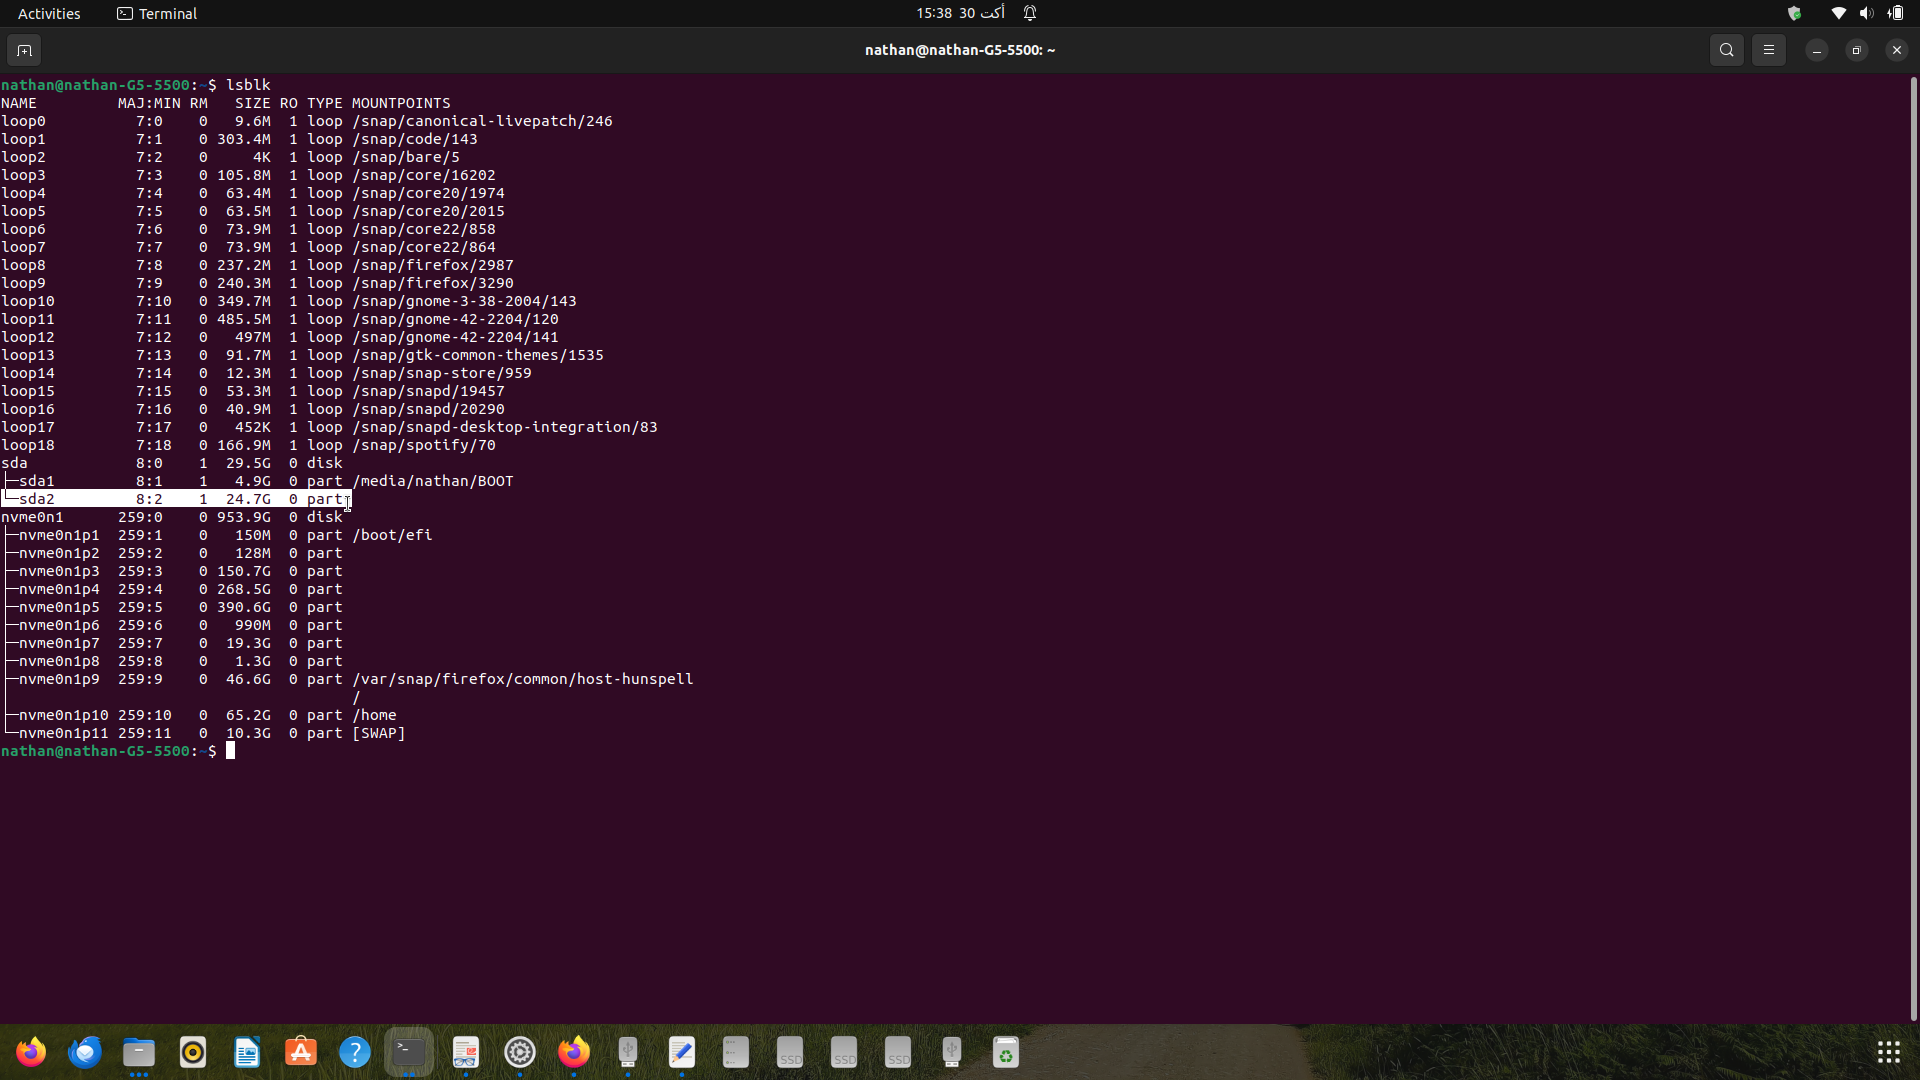 Activities
Terminal
15:38 30 أكت
nathan@nathan-G5-5500: ~
nathan@nathan-G5-5500:~$ lsblk
NAME MAJ:MIN RM SIZE RO TYPE MOUNTPOINTS
loop0 7:0 0 9.6M 1 loop /snap/canonical-livepatch/246
loop1 7:1 0 303.4M 1 loop /snap/code/143
loop2 7:2 0 4K 1 loop /snap/bare/5
loop3 7:3 0 105.8M 1 loop /snap/core/16202
loop4 7:4 0 63.4M 1 loop /snap/core20/1974
loop5 7:5 0 63.5M 1 loop /snap/core20/2015
loop6 7:6 0 73.9M 1 loop /snap/core22/858
loop7 7:7 0 73.9M 1 loop /snap/core22/864
loop8 7:8 0 237.2M 1 loop /snap/firefox/2987
loop9 7:9 0 240.3M 1 loop /snap/firefox/3290
loop10 7:10 0 349.7M 1 loop /snap/gnome-3-38-2004/143
loop11 7:11 0 485.5M 1 loop /snap/gnome-42-2204/120
loop12 7:12 0 497M 1 loop /snap/gnome-42-2204/141
loop13 7:13 0 91.7M 1 loop /snap/gtk-common-themes/1535
loop14 7:14 0 12.3M 1 loop /snap/snap-store/959
loop15 7:15 0 53.3M 1 loop /snap/snapd/19457
loop16 7:16 0 40.9M 1 loop /snap/snapd/20290
loop17 7:17 0 452K 1 loop /snap/snapd-desktop-integration/83
loop18 7:18 0 166.9M 1 loop /snap/spotify/70
sda 8:0 1 29.5G 0 disk
├─sda1 8:1 1 4.9G 0 part /media/nathan/BOOT
└─sda2 8:2 1 24.7G 0 part
nvme0n1 259:0 0 953.9G 0 disk
├─nvme0n1p1 259:1 0 150M 0 part /boot/efi
├─nvme0n1p2 259:2 0 128M 0 part
├─nvme0n1p3 259:3 0 150.7G 0 part
├─nvme0n1p4 259:4 0 268.5G 0 part
├─nvme0n1p5 259:5 0 390.6G 0 part
├─nvme0n1p6 259:6 0 990M 0 part
├─nvme0n1p7 259:7 0 19.3G 0 part
├─nvme0n1p8 259:8 0 1.3G 0 part
├─nvme0n1p9 259:9 0 46.6G 0 part /var/snap/firefox/common/host-hunspell
│ /
├─nvme0n1p10 259:10 0 65.2G 0 part /home
└─nvme0n1p11 259:11 0 10.3G 0 part [SWAP]
nathan@nathan-G5-5500:~$
SSD
SSD
SSD